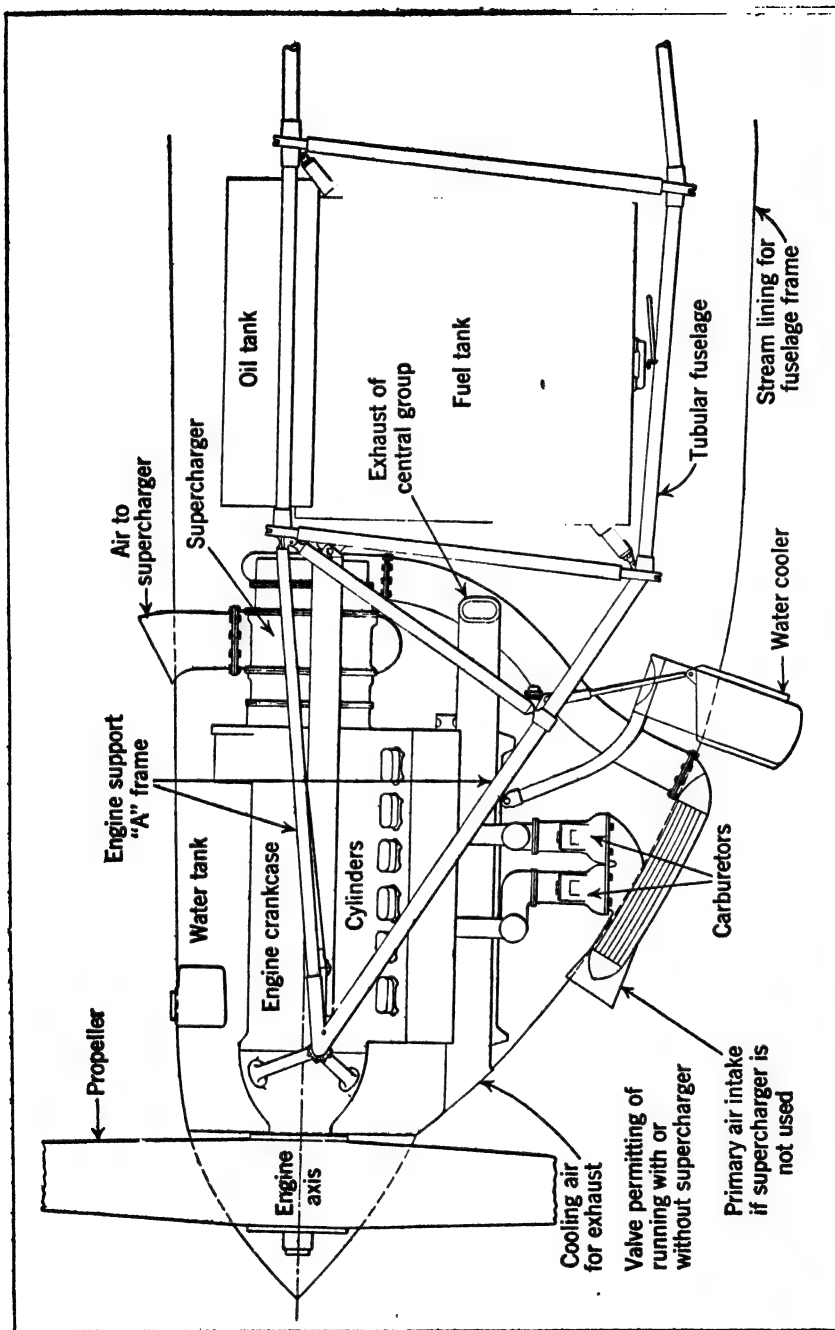 Propeller
Engine
axis
Water tank
Engine crankcase
Cylinders
Engine support
"A" frame
Air to
supercharger
Supercharger
Oil tank
Fuel tank
Exhaust of
central group
Cooling air
for exhaust
Valve permitting of
running with or
without supercharger
Primary air intake
if supercharger is
not used
Carburetors
Water cooler
Tubular fuselage
Stream lining for
fuselage frame